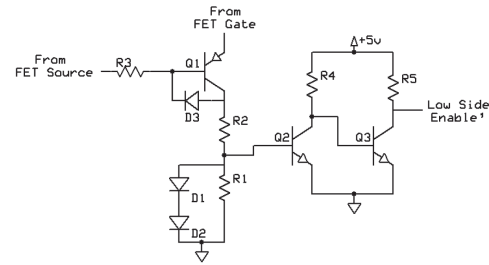 From
FET Gate
From
FET Source
R3
Q1
D3
R2
R1
D1
D2
+5v
R4
R5
Q2
Q3
Low Side
Enable'